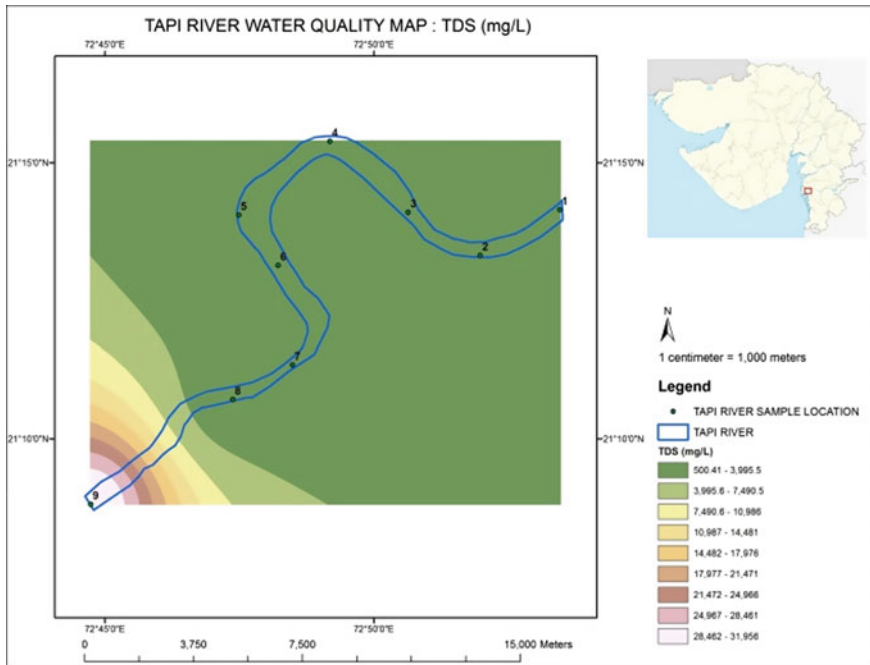 TAPI RIVER WATER QUALITY MAP : TDS (mg/L)
72°45'0"E 72°50'0"E
21°15'0"N 21°15'0"N
4
1
5
3
2
6
7
8
21°10'0"N 21°10'0"N
9
72°45'0"E 72°50'0"E
0 3,750 7,500 15,000 Meters
N
1 centimeter = 1,000 meters
Legend
TAPI RIVER SAMPLE LOCATION
TAPI RIVER
TDS (mg/L)
500.41 - 3,995.5
3,995.6 - 7,490.5
7,490.6 - 10,986
10,987 - 14,481
14,482 - 17,976
17,977 - 21,471
21,472 - 24,966
24,967 - 28,461
28,462 - 31,956